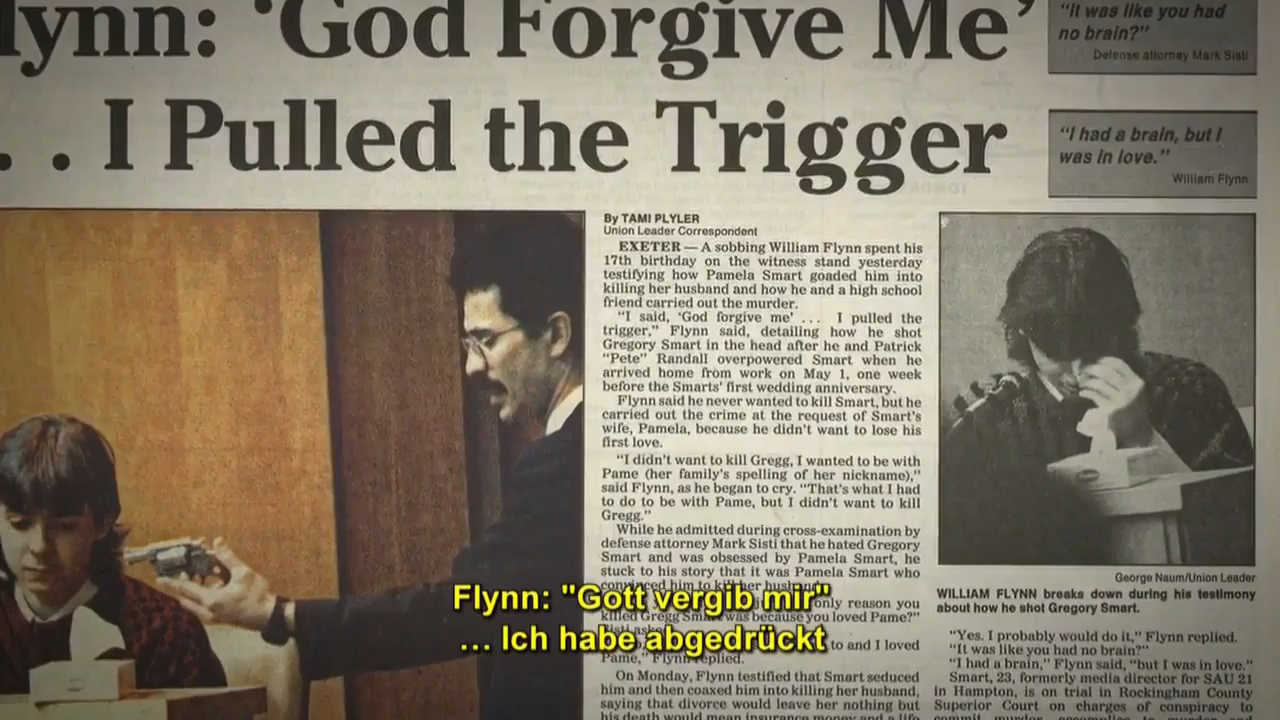 lynn: 'God Forgive Me'
. . I Pulled the Trigger
"It was like you had
no brain?"
Defense attorney Mark Sisti
"I had a brain, but I
was in love."
William Flynn
By TAMI PLYLER
Union Leader Correspondent
EXETER — A sobbing William Flynn spent his
17th birthday on the witness stand yesterday
testifying how Pamela Smart goaded him into
killing her husband and how he and a high school
friend carried out the murder.
"I said, 'God forgive me' ... I pulled the
trigger," Flynn said, detailing how he shot
Gregory Smart in the head after he and Patrick
"Pete" Randall overpowered Smart when he
arrived home from work on May 1, one week
before the Smarts' first wedding anniversary.
Flynn said he never wanted to kill Smart, but he
carried out the crime at the request of Smart's
wife, Pamela, because he didn't want to lose his
first love.
"I didn't want to kill Gregg, I wanted to be with
Pame (her family's spelling of her nickname),"
said Flynn, as he began to cry. "That's what I had
to do to be with Pame, but I didn't want to kill
Gregg."
While he admitted during cross-examination by
defense attorney Mark Sisti that he hated Gregory
Smart and was obsessed by Pamela Smart, he
stuck to his story that it was Pamela Smart who
convinced him to kill her husband.
only reason you
killed Gregg Smart was because you loved Pame?"
Sisti asked
to and I loved
Pame," Flynn replied.
On Monday, Flynn testified that Smart seduced
him and then coaxed him into killing her husband,
saying that divorce would leave her nothing but
his death would mean insurance money and a life
George Naum/Union Leader
WILLIAM FLYNN breaks down during his testimony
about how he shot Gregory Smart.
"Yes. I probably would do it," Flynn replied.
"It was like you had no brain?"
"I had a brain," Flynn said, "but I was in love."
Smart, 23, formerly media director for SAU 21
in Hampton, is on trial in Rockingham County
Superior Court on charges of conspiracy to
Flynn: "Gott vergib mir"
... Ich habe abgedrückt